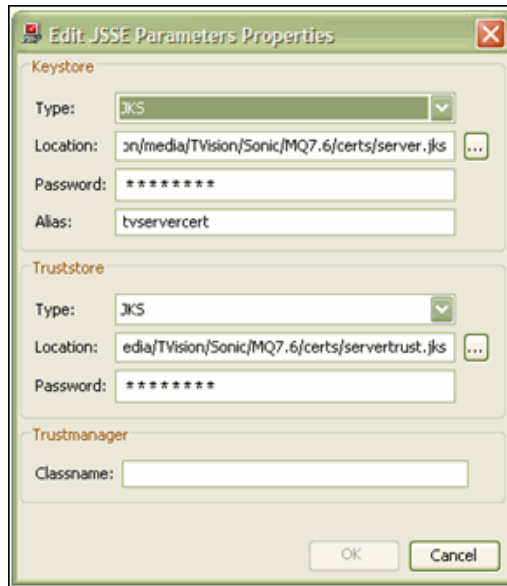 Edit JSSE Parameters Properties
Keystore
Type: JKS
Location: on/media/TVision/Sonic/MQ7.6/certs/server.jks ...
Password: ********
Alias: tvservercert
Truststore
Type: JKS
Location: edia/TVision/Sonic/MQ7.6/certs/servertrust.jks ...
Password: ********
Trustmanager
Classname:
OK Cancel